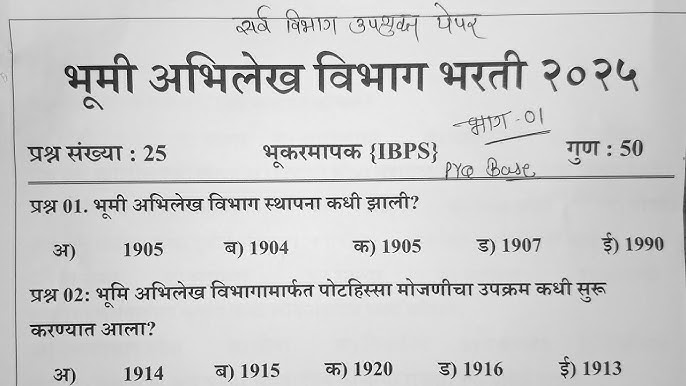 सर्व विभाग उपयुक्त पेपर
भूमी अभिलेख विभाग भरती २०२५
भाग-01
प्रश्न संख्या : 25 भूकरमापक {IBPS} गुण : 50
PYQ Base
प्रश्न 01. भूमी अभिलेख विभाग स्थापना कधी झाली?
अ) 1905 ब) 1904 क) 1905 ड) 1907 ई) 1990
प्रश्न 02: भूमि अभिलेख विभागामार्फत पोटहिस्सा मोजणीचा उपक्रम कधी सुरू
करण्यात आला?
अ) 1914 ब) 1915 क) 1920 ड) 1916 ई) 1913